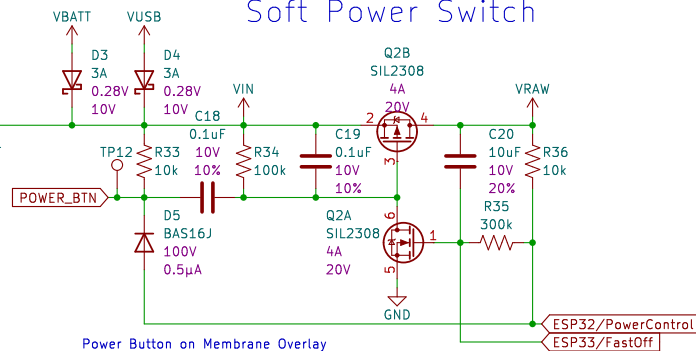 Soft Power Switch
VBATT
VUSB
D3
3A
0.28V
10V
D4
3A
0.28V
10V
VIN
Q2B
SIL2308
4A
20V
VRAW
2
4
3
C18
0.1uF
10V
10%
TP12
R33
10k
R34
100k
C19
0.1uF
10V
10%
C20
10uF
10V
20%
R36
10k
POWER_BTN
D5
BAS16J
100V
0.5µA
Q2A
SIL2308
4A
20V
6
1
5
R35
300k
GND
ESP32/PowerControl
ESP33/FastOff
Power Button on Membrane Overlay